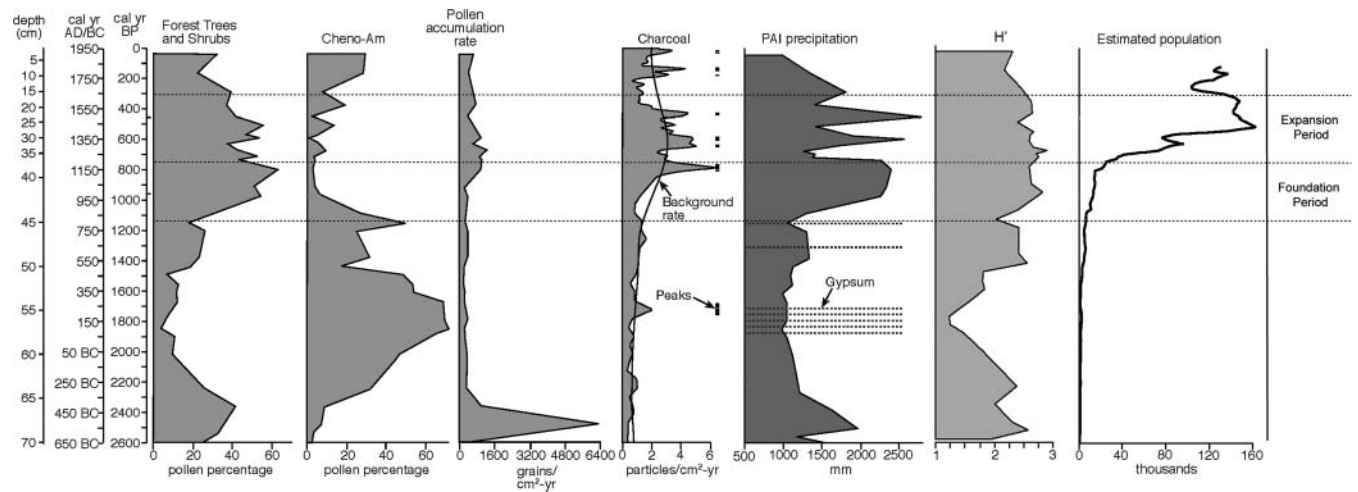 depth
(cm)
cal yr
AD/BC
cal yr
BP
Forest Trees
and Shrubs
Cheno-Am
Pollen
accumulation
rate
Charcoal
PAI precipitation
H'
Estimated population
5
10
15
20
25
30
35
40
45
50
55
60
65
70
1950
1750
1550
1350
1150
950
750
550
350
150
50 BC
250 BC
450 BC
650 BC
0
200
400
600
800
1000
1200
1400
1600
1800
2000
2200
2400
2600
Background
rate
Peaks
Gypsum
Expansion
Period
Foundation
Period
0 20 40 60
pollen percentage
0 20 40 60
pollen percentage
0 1600 6400
grains/
cm²-yr
0 2 4 6
particles/cm²-yr
500 1000 2000
mm
1 2 3
0 40 80 120 160
thousands